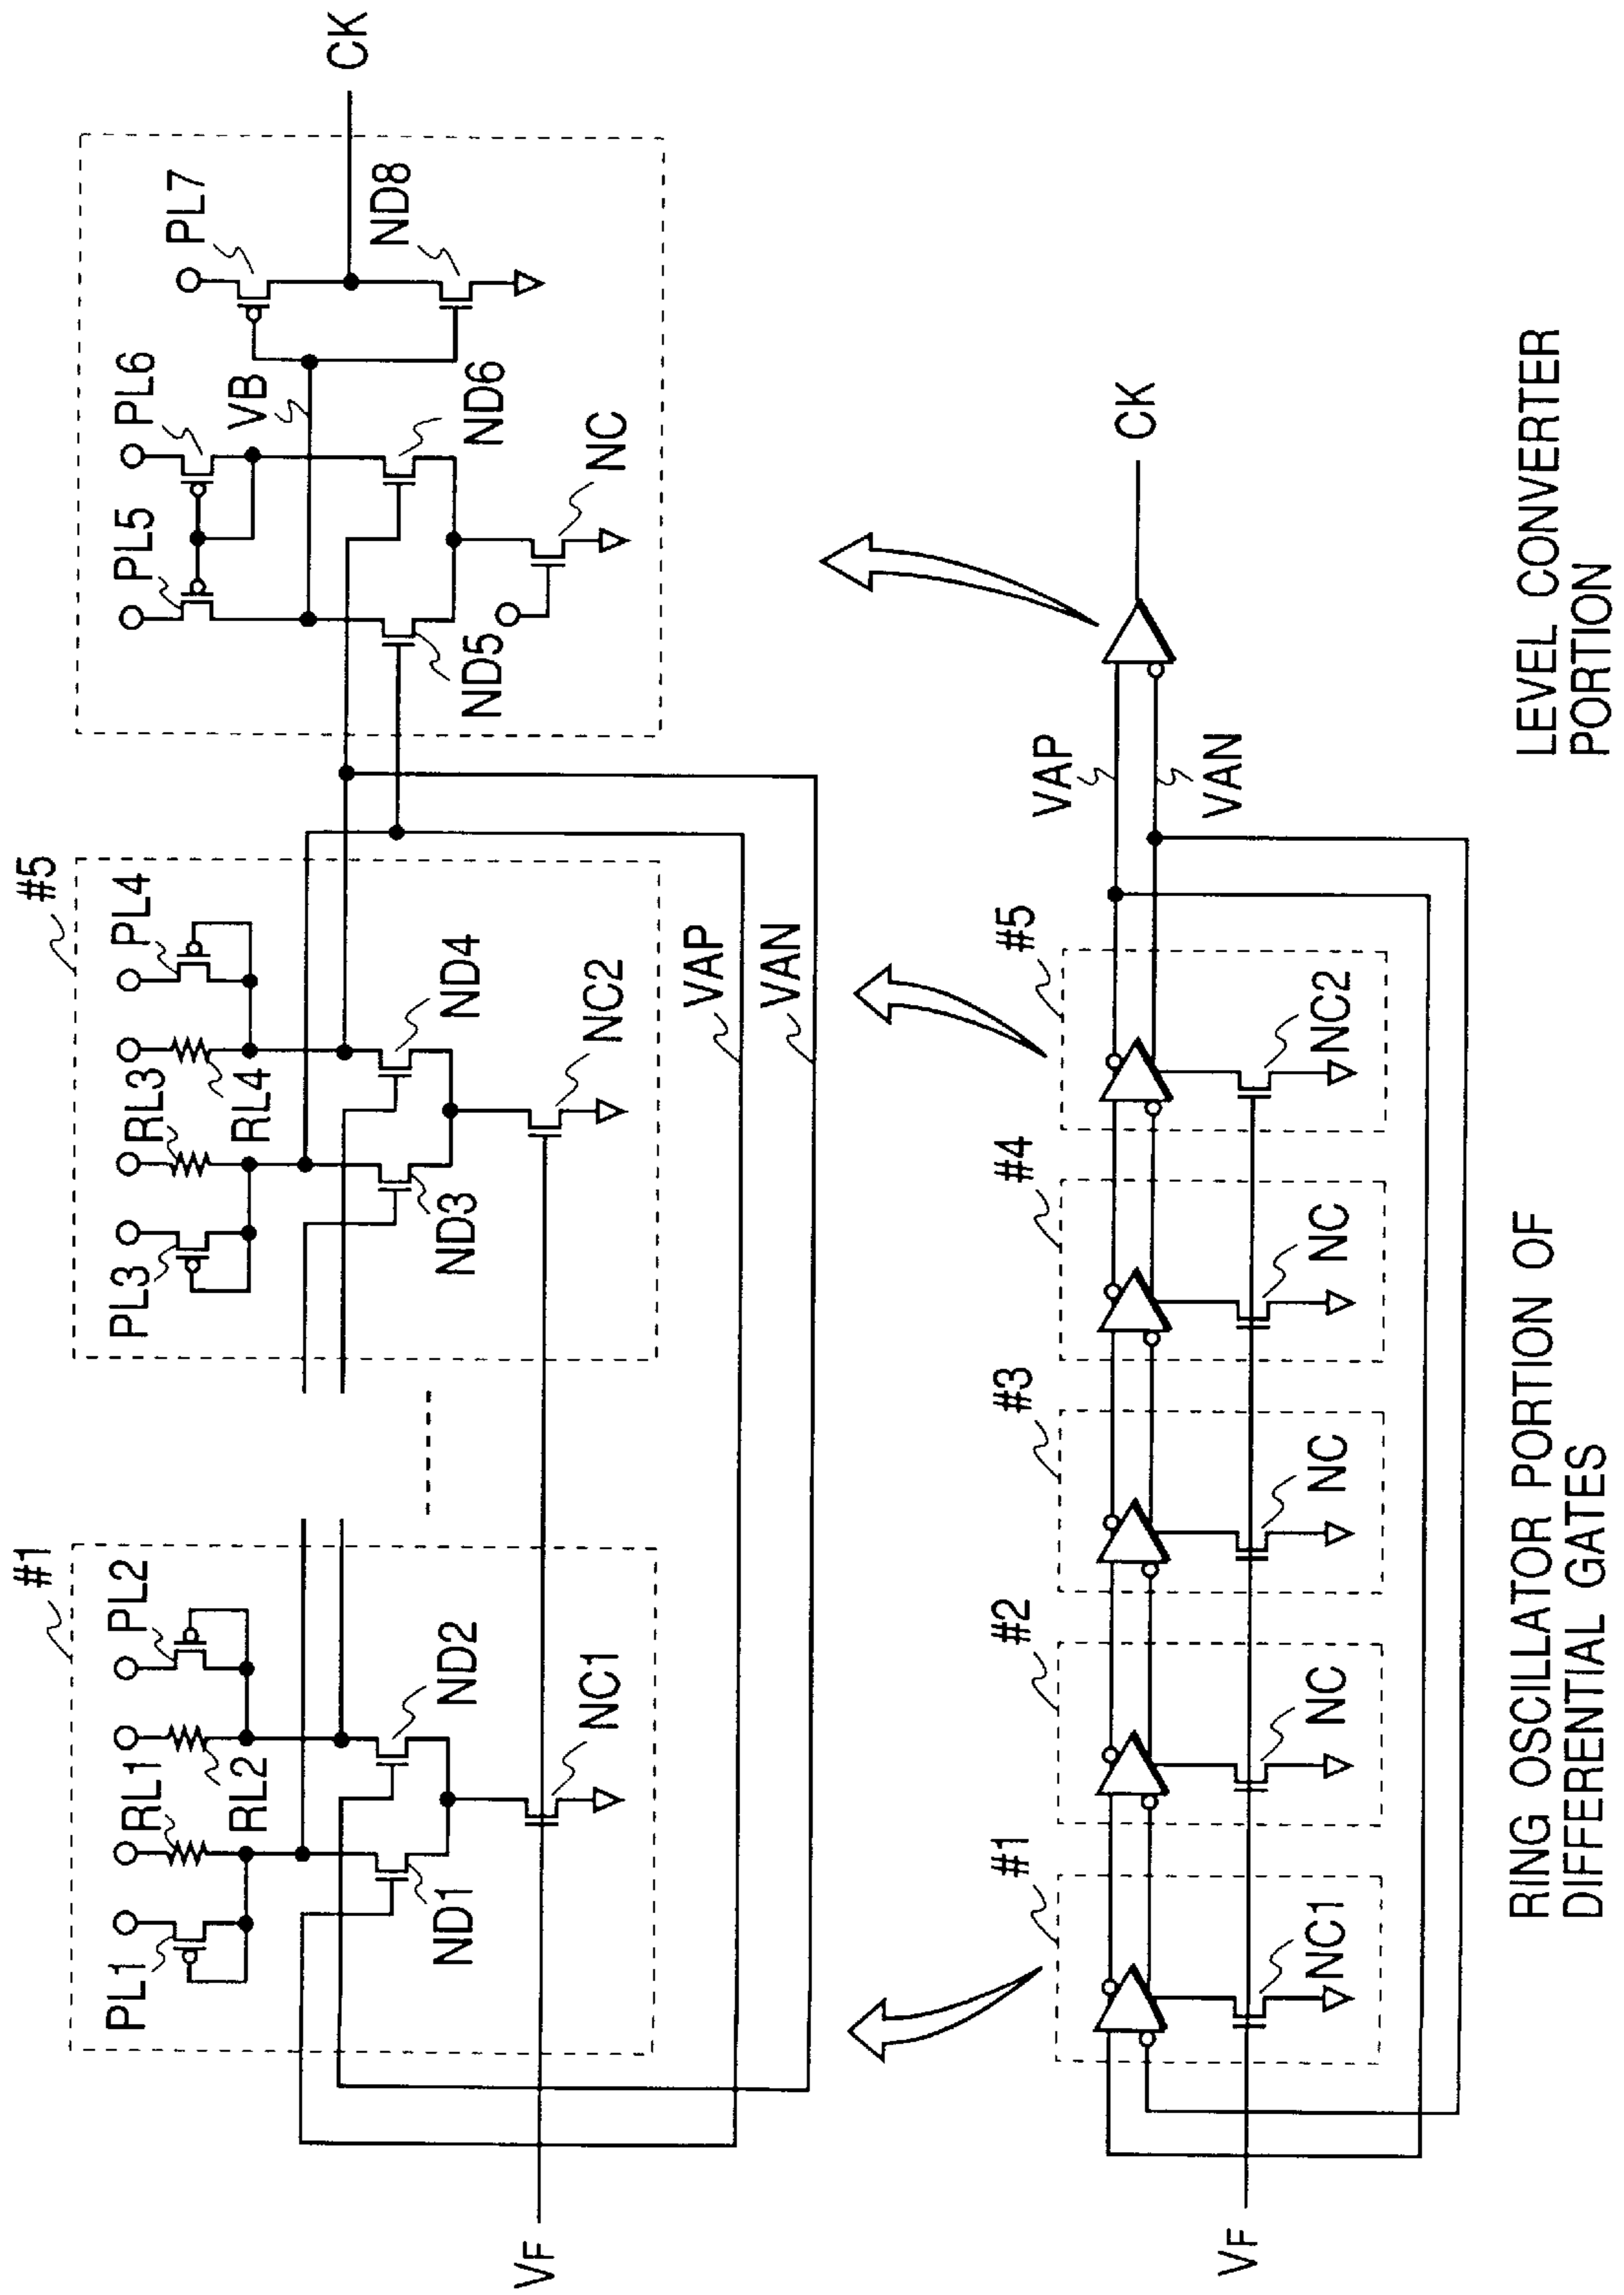 #1
#5
PL1
RL1
RL2
PL2
PL3
RL3
RL4
PL4
PL5
PL6
VB
PL7
CK
ND1
ND2
ND3
ND4
ND5
ND6
ND8
NC1
NC2
NC
VAP
VAN
VF
#1
#2
#3
#4
#5
VAP
VAN
CK
NC1
NC
NC
NC
NC2
VF
RING OSCILLATOR PORTION OF
DIFFERENTIAL GATES
LEVEL CONVERTER
PORTION